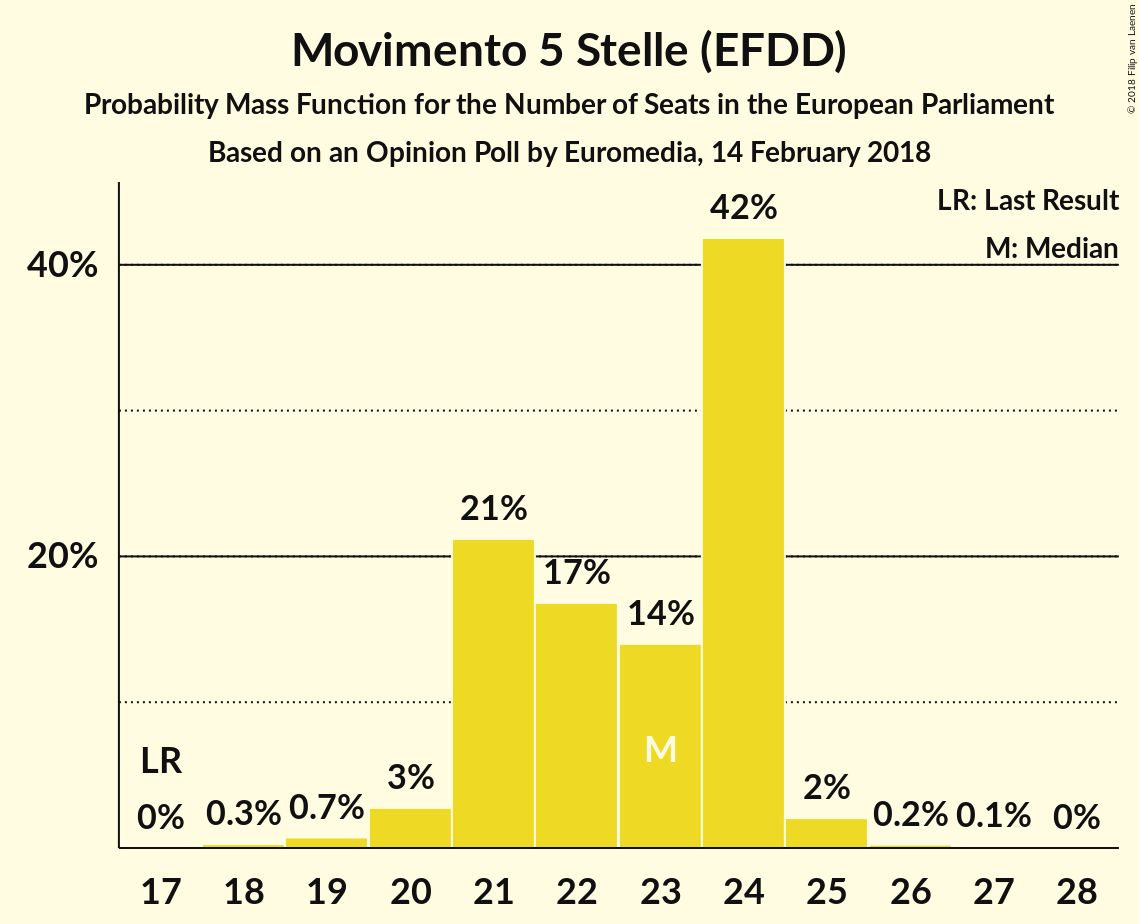 Movimento 5 Stelle (EFDD)
Probability Mass Function for the Number of Seats in the European Parliament
Based on an Opinion Poll by Euromedia, 14 February 2018
© 2018 Filip van Laenen
LR: Last Result
M: Median
40%
20%
LR
0%
0.3%
0.7%
3%
21%
17%
14%
M
42%
2%
0.2%
0.1%
0%
17 18 19 20 21 22 23 24 25 26 27 28